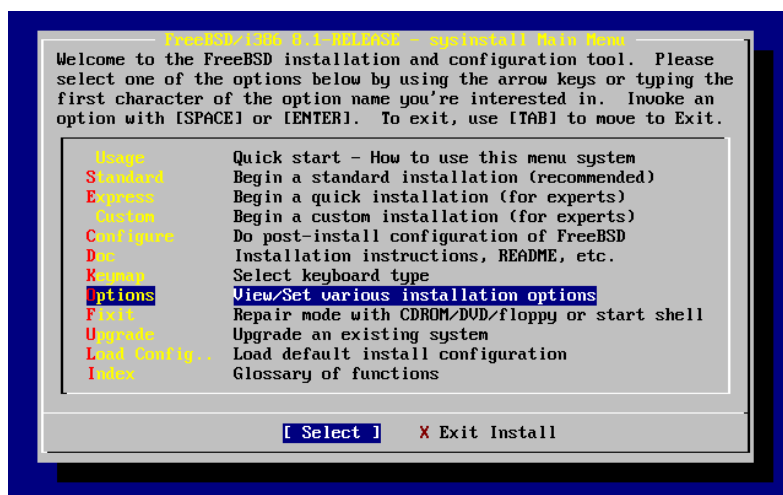 FreeBSD/i386 8.1-RELEASE - sysinstall Main Menu
Welcome to the FreeBSD installation and configuration tool.  Please
select one of the options below by using the arrow keys or typing the
first character of the option name you're interested in.  Invoke an
option with [SPACE] or [ENTER].  To exit, use [TAB] to move to Exit.
Usage Quick start - How to use this menu system
Standard Begin a standard installation (recommended)
Express Begin a quick installation (for experts)
Custom Begin a custom installation (for experts)
Configure Do post-install configuration of FreeBSD
Doc Installation instructions, README, etc.
Keymap Select keyboard type
Options View/Set various installation options
Fixit Repair mode with CDROM/DVD/floppy or start shell
Upgrade Upgrade an existing system
Load Config.. Load default install configuration
Index Glossary of functions
[ Select ] X Exit Install